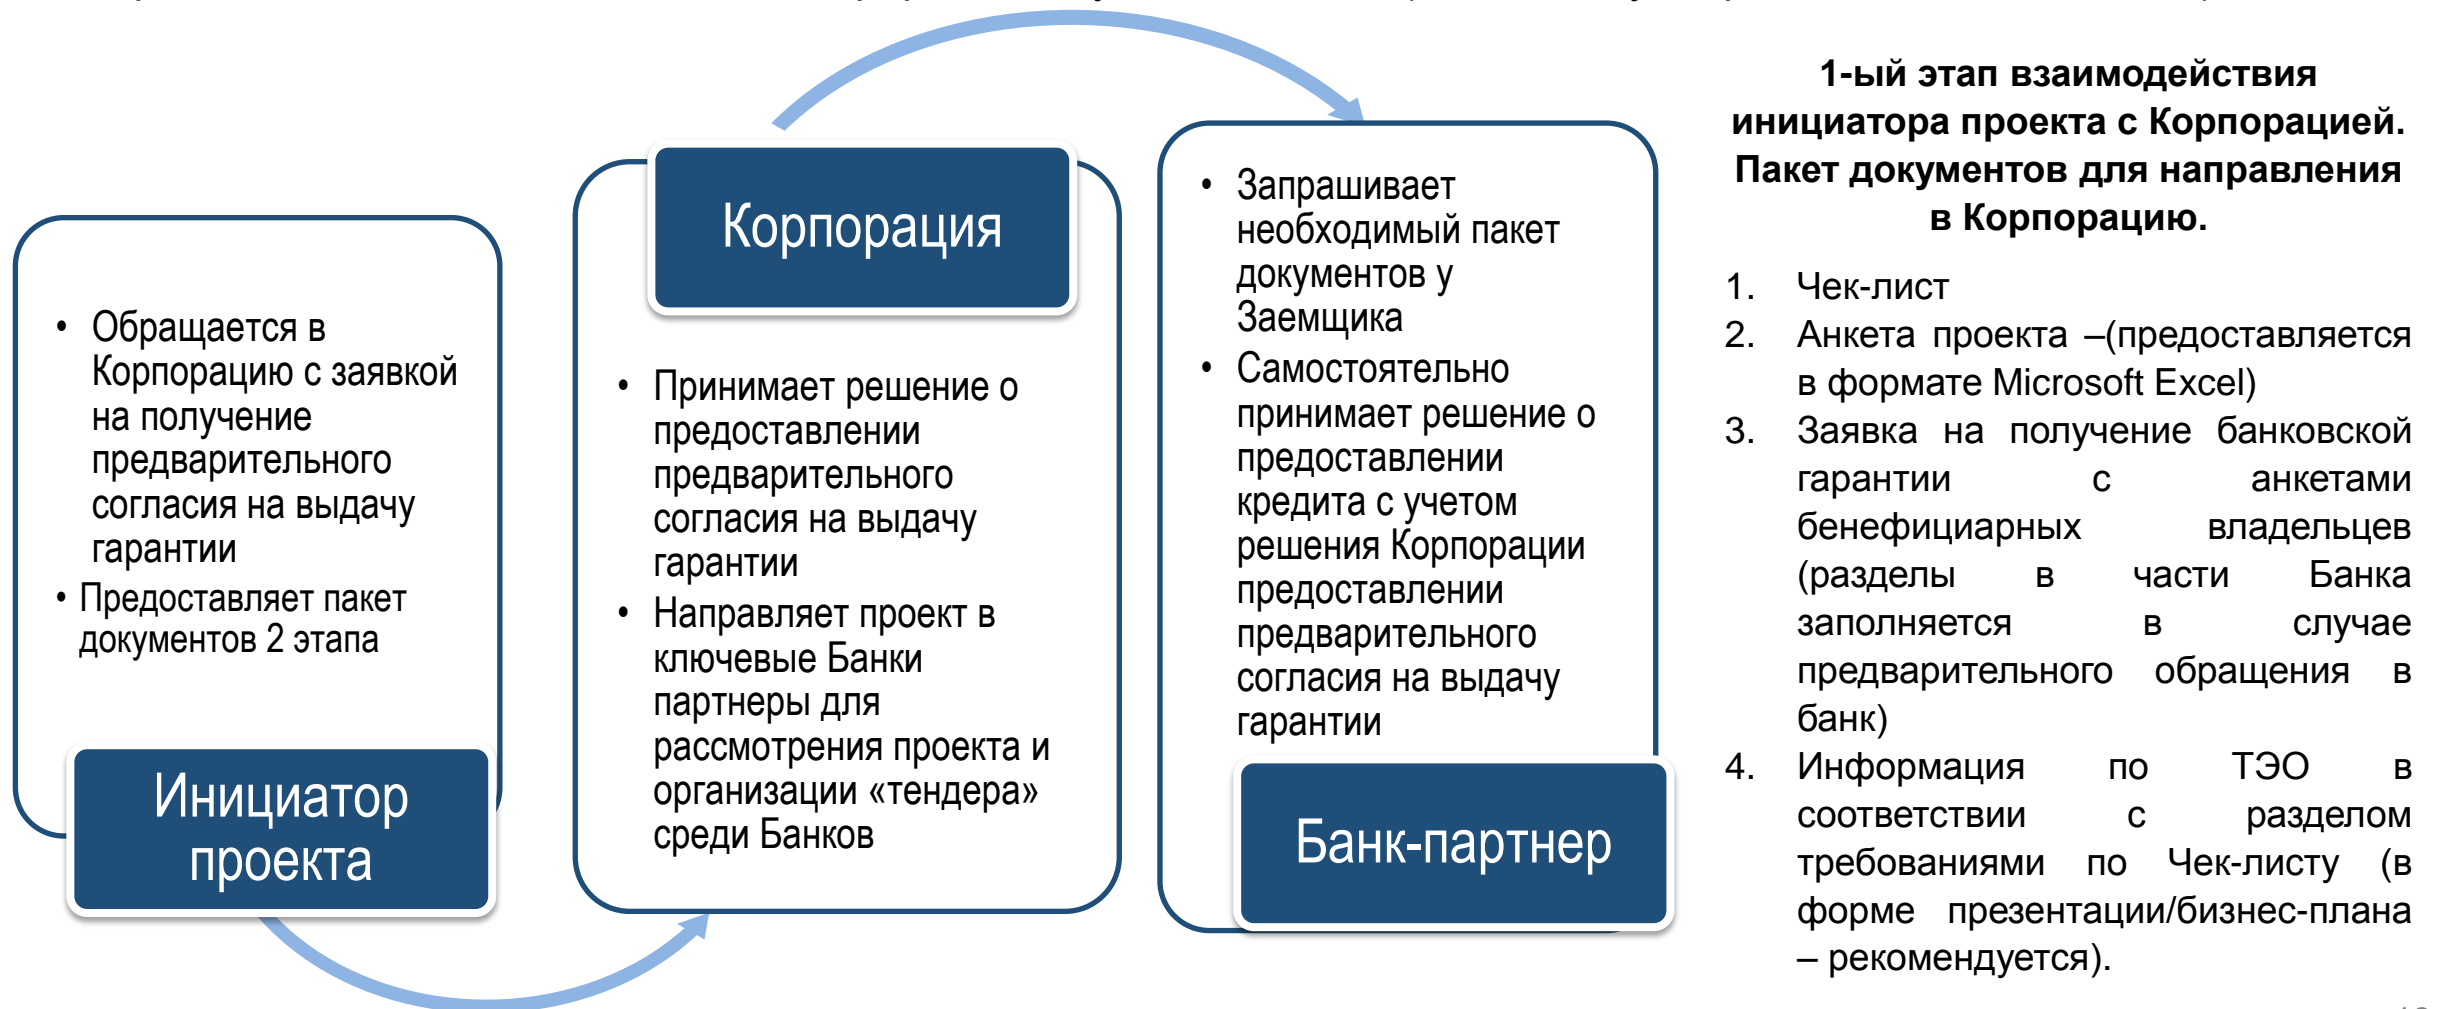 Обращается в
Корпорацию с заявкой
на получение
предварительного
согласия на выдачу
гарантии
Предоставляет пакет
документов 2 этапа
Инициатор
проекта
Корпорация
Принимает решение о
предоставлении
предварительного
согласия на выдачу
гарантии
Направляет проект в
ключевые Банки
партнеры для
рассмотрения проекта и
организации «тендера»
среди Банков
Запрашивает
необходимый пакет
документов у
Заемщика
Самостоятельно
принимает решение о
предоставлении
кредита с учетом
решения Корпорации
предоставлении
предварительного
согласия на выдачу
гарантии
Банк-партнер
1-ый этап взаимодействия
инициатора проекта с Корпорацией.
Пакет документов для направления
в Корпорацию.
1. Чек-лист
2. Анкета проекта –(предоставляется
в формате Microsoft Excel)
3. Заявка на получение банковской
гарантии с анкетами
бенефициарных владельцев
(разделы в части Банка
заполняется в случае
предварительного обращения в
банк)
4. Информация по ТЭО в
соответствии с разделом
требованиями по Чек-листу (в
форме презентации/бизнес-плана
– рекомендуется).